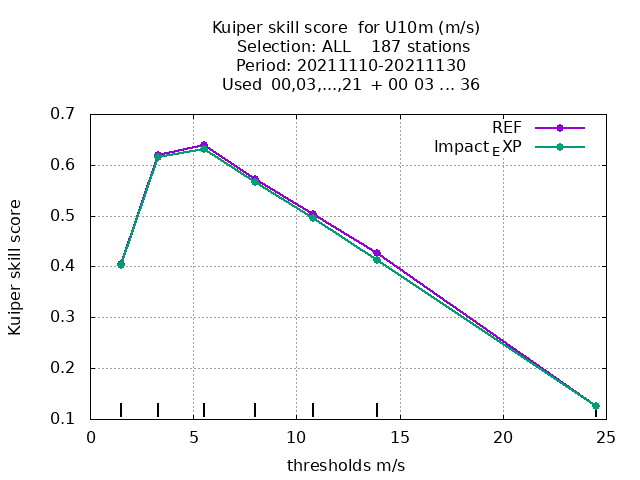 Kuiper skill score  for U10m (m/s)
Selection: ALL    187 stations
Period: 20211110-20211130
Used  00,03,...,21  + 00 03 ... 36
REF
Impact_EXP
Kuiper skill score
0.7
0.6
0.5
0.4
0.3
0.2
0.1
0 5 10 15 20 25
thresholds m/s